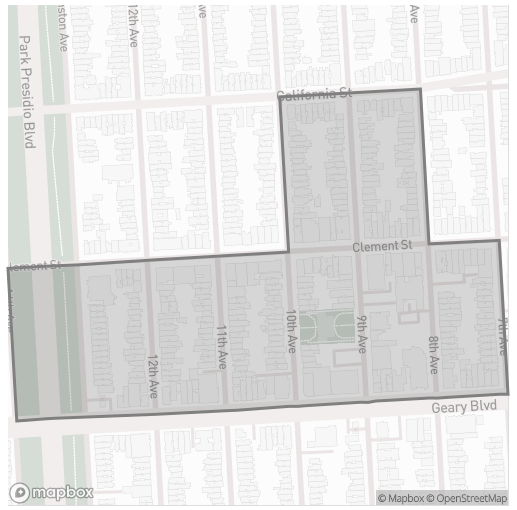 Park Presidio Blvd
nston Ave
12th Ave
Ave
Ave
California St
lement St
Clement St
12th Ave
11th Ave
10th Ave
9th Ave
8th Ave
7th Ave
Geary Blvd
mapbox
© Mapbox © OpenStreetMap